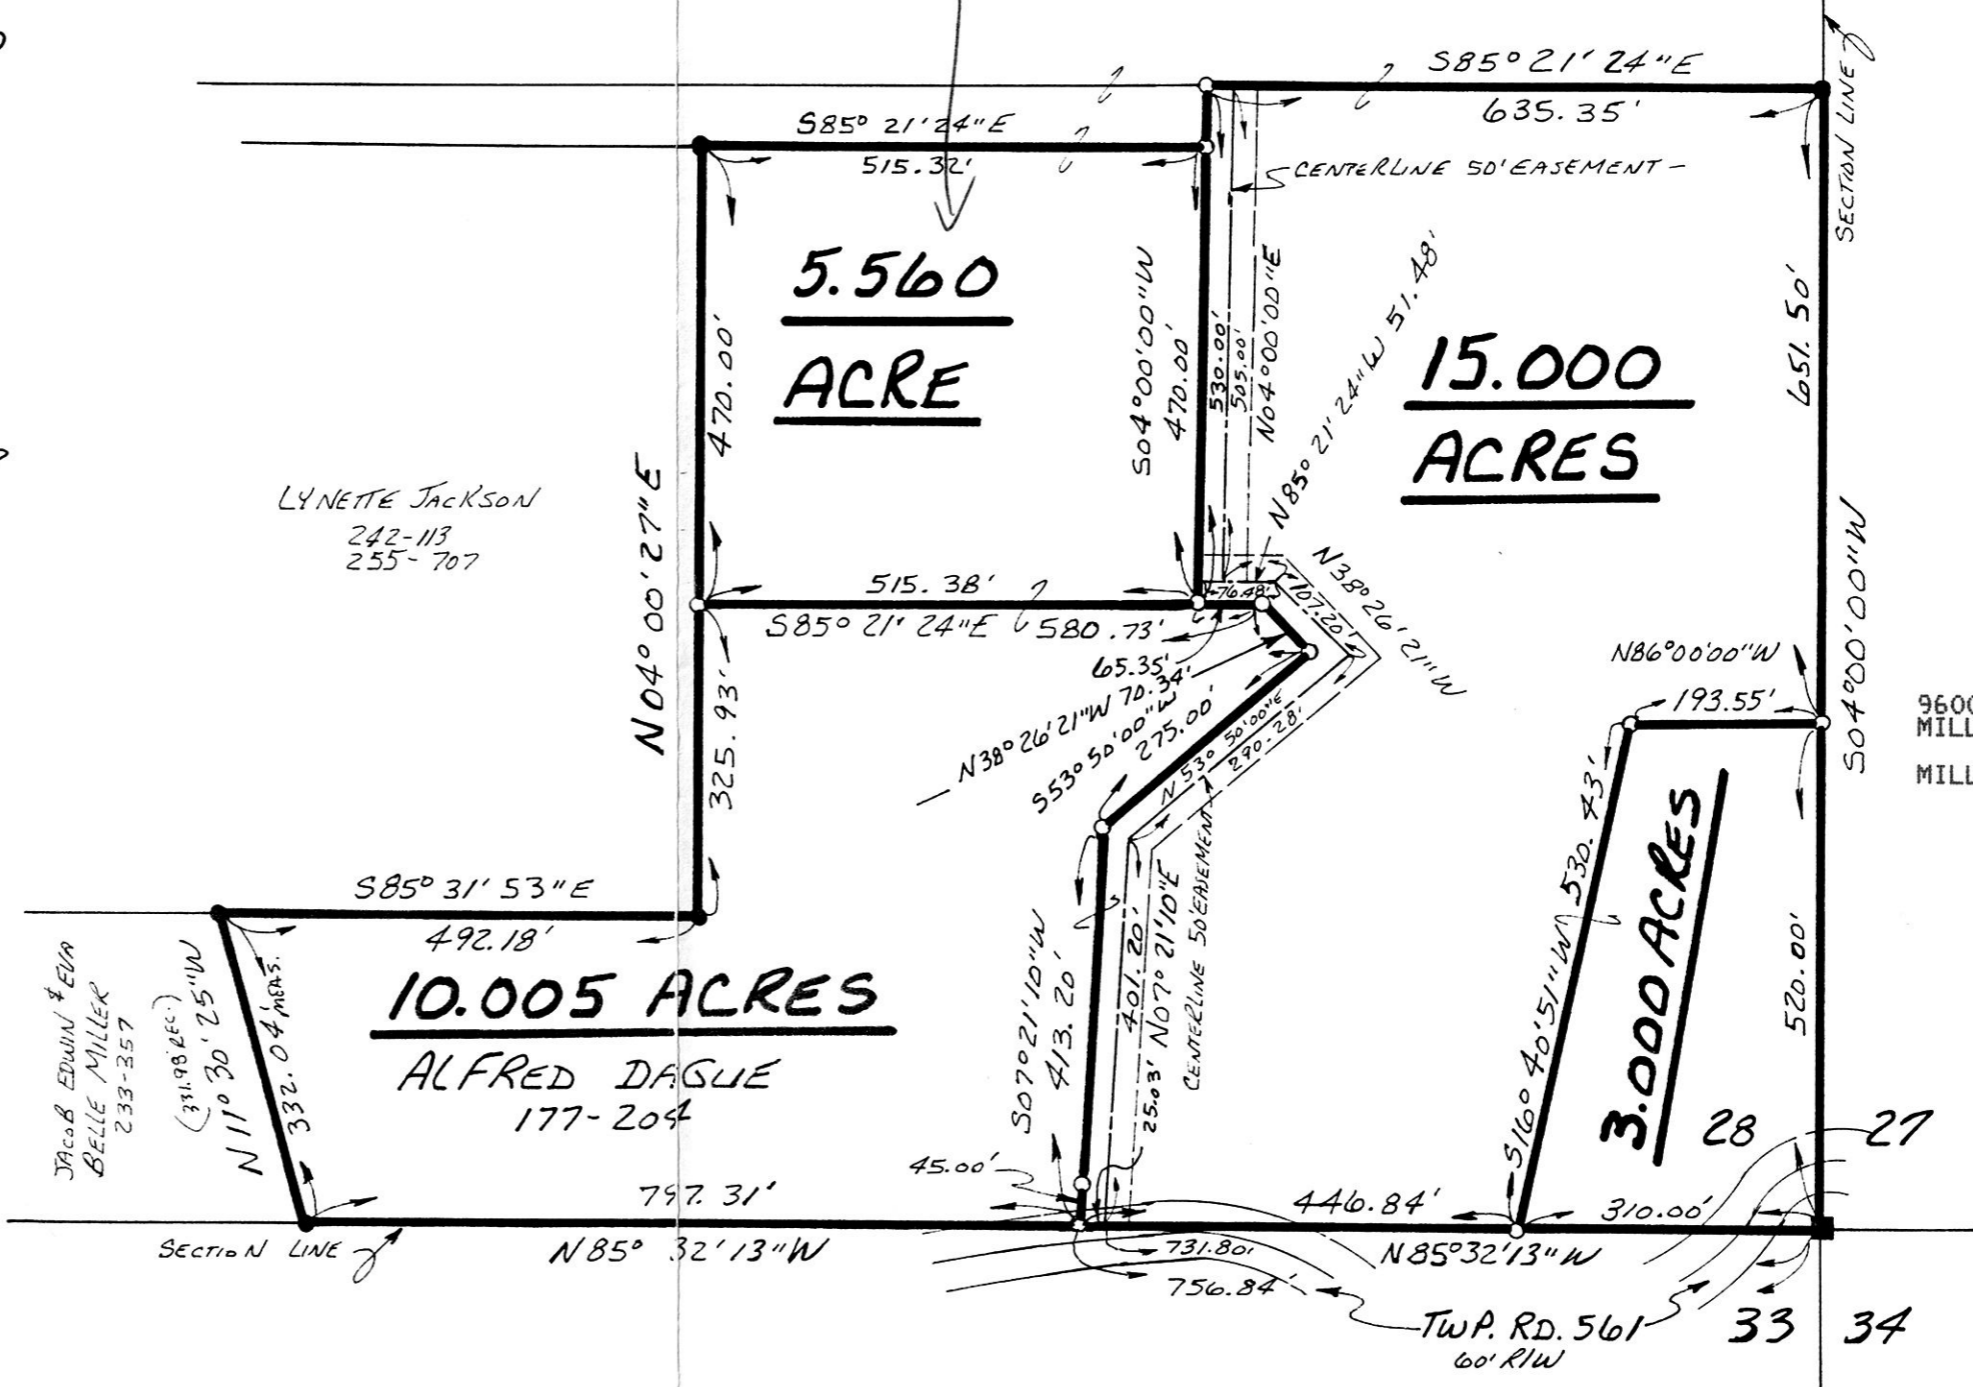 S85° 21' 24"E
635.35'
SECTION LINE
S85° 21' 24"E
515.32'
CENTERLINE 50' EASEMENT
5.560
ACRE
470.00'
S04°00'00"W
470.00'
530.00'
505.00'
N04°00'00"E
N85° 21' 24"W 51.48'
15.000
ACRES
651.50'
S04°00'00"W
LYNETTE JACKSON
242-113
255-707
N04° 00' 27"E
515.38'
S85° 21' 24"E 580.73'
76.48'
107.20'
N38° 26' 21"W
65.35'
N38° 26' 21"W 70.34'
S53° 50' 00"W
275.00'
N 53° 50'00"E
290.28'
CENTERLINE 50' EASEMENT
N86°00'00"W
193.55'
9600
MILL
MILL
325.93'
S85° 31' 53"E
492.18'
10.005 ACRES
ALFRED DAGUE
177-204
JACOB EDWIN & EVA
BELLE MILLER
233-357
(331.98 REC.)
N11° 30' 25"W
332.04' MEAS.
S07°21'10"W
413.20'
401.20'
25.03' N07° 21'10"E
S16° 40' 51"W 530.43'
3.000 ACRES
520.00'
28 27
45.00'
797.31'
446.84'
310.00'
SECTION LINE
N85° 32'13"W
731.80'
N85°32'13"W
756.84'
TWP. RD. 561
60' R/W
33 34